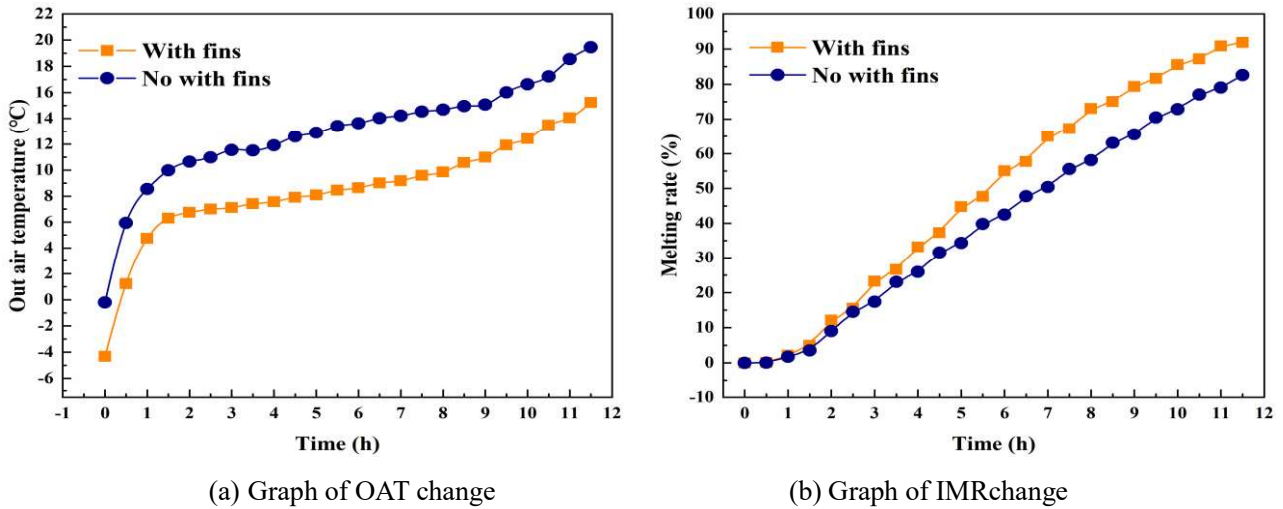 22
20
18
16
14
12
10
8
6
4
2
0
-2
-4
-6
Out air temperature (℃)
With fins
No with fins
-1 0 1 2 3 4 5 6 7 8 9 10 11 12
Time (h)
(a) Graph of OAT change
100
90
80
70
60
50
40
30
20
10
0
-10
Melting rate (%)
With fins
No with fins
0 1 2 3 4 5 6 7 8 9 10 11 12
Time (h)
(b) Graph of IMRchange